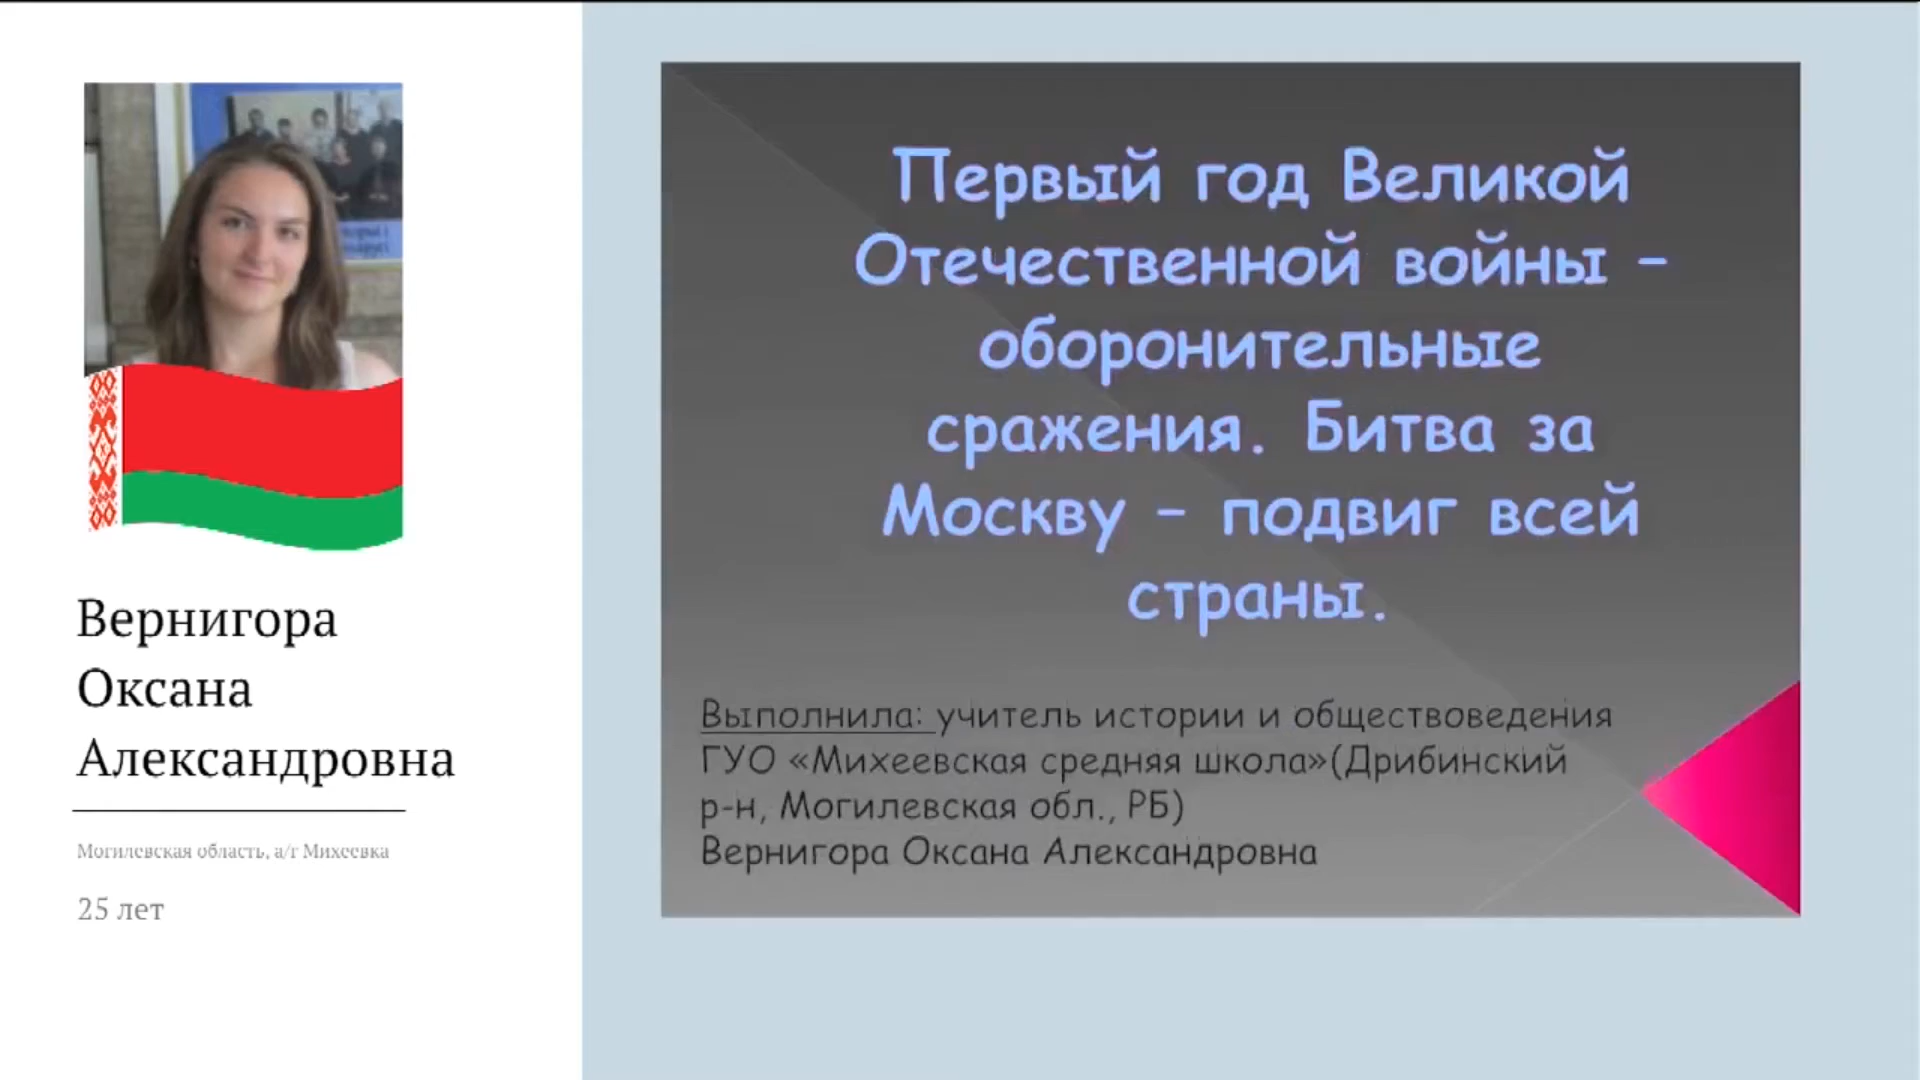 Вернигора
Оксана
Александровна
Могилевская область, а/г Михеевка
25 лет
Первый год Великой
Отечественной войны –
оборонительные
сражения. Битва за
Москву – подвиг всей
страны.
Выполнила: учитель истории и обществоведения
ГУО «Михеевская средняя школа»(Дрибинский
р-н, Могилевская обл., РБ)
Вернигора Оксана Александровна